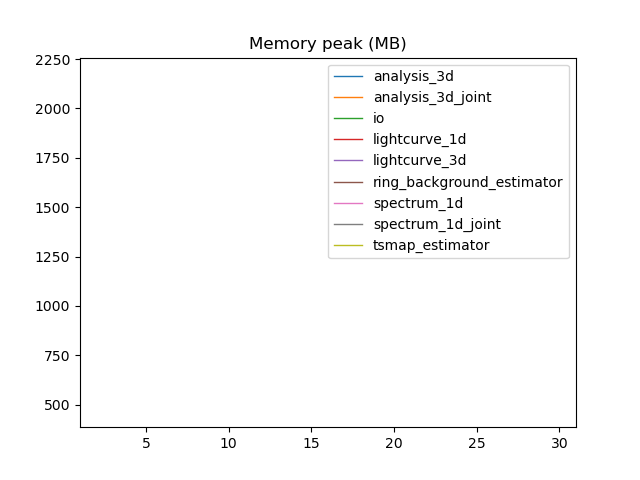 Memory peak (MB)
2250
2000
1750
1500
1250
1000
750
500
analysis_3d
analysis_3d_joint
io
lightcurve_1d
lightcurve_3d
ring_background_estimator
spectrum_1d
spectrum_1d_joint
tsmap_estimator
5 10 15 20 25 30